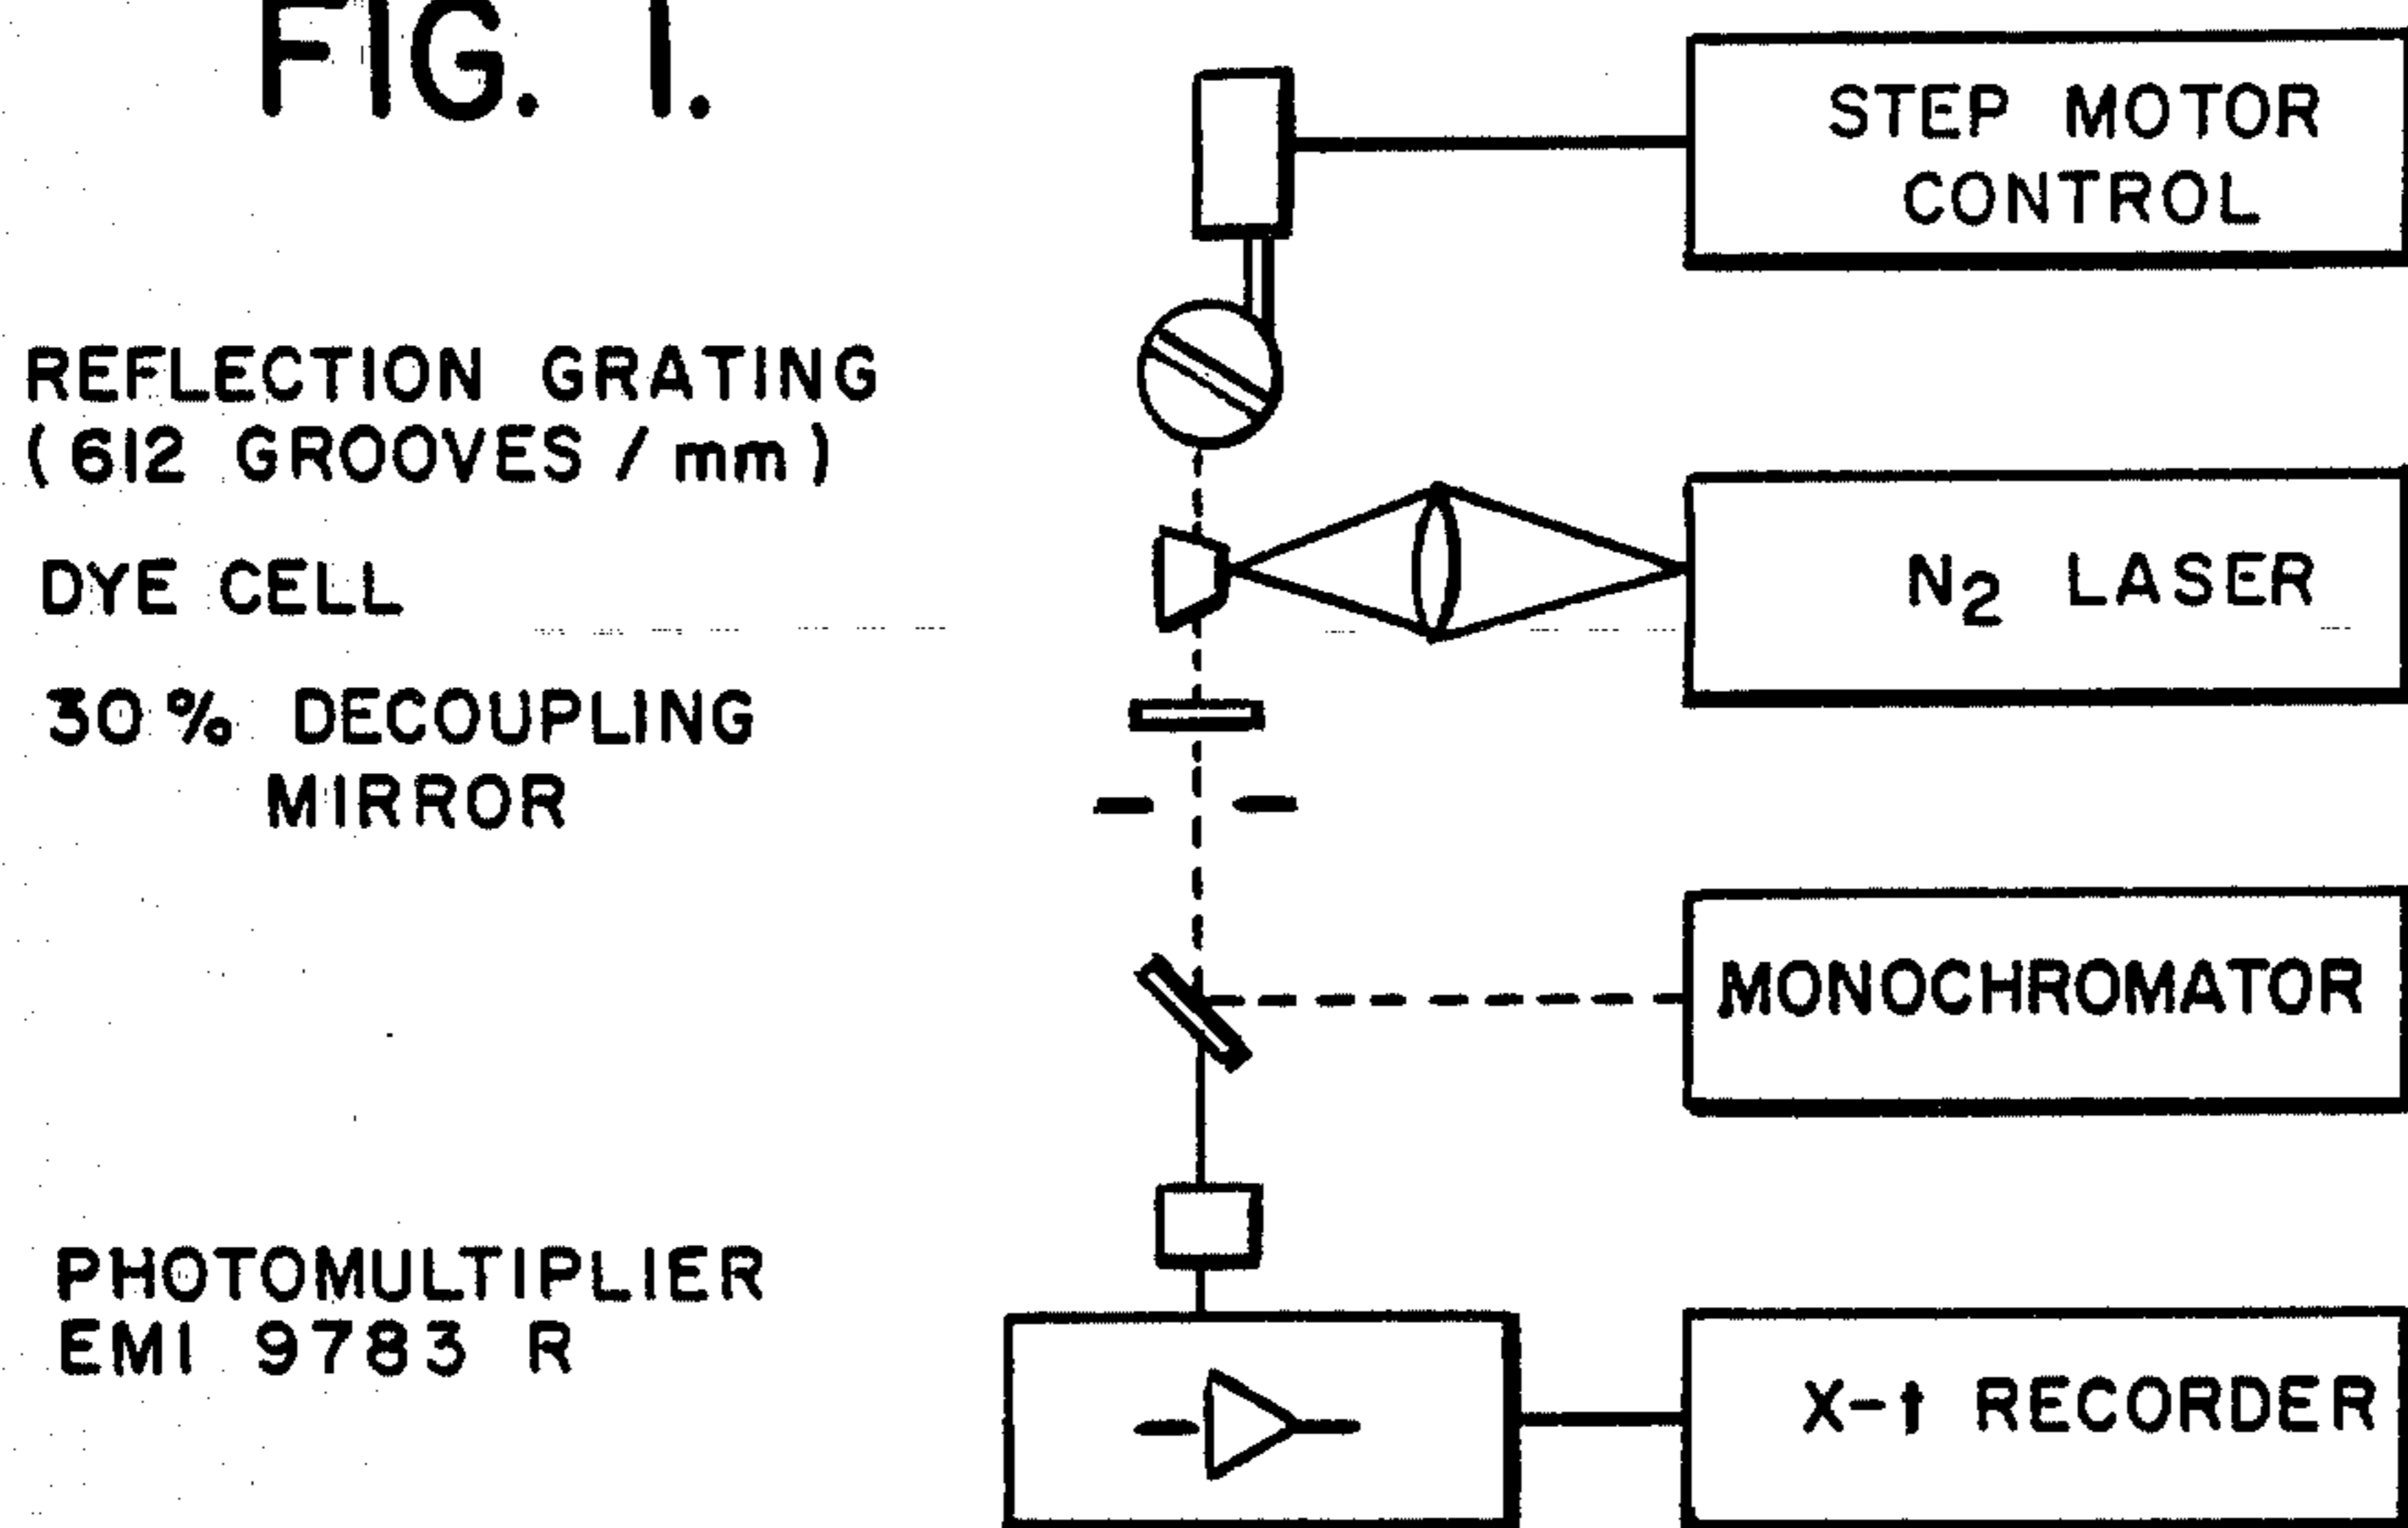 FIG. 1.
STEP MOTOR
CONTROL
REFLECTION GRATING
(612 GROOVES / mm)
DYE CELL
N2 LASER
30% DECOUPLING
MIRROR
MONOCHROMATOR
PHOTOMULTIPLIER
EMI 9783 R
X-t RECORDER